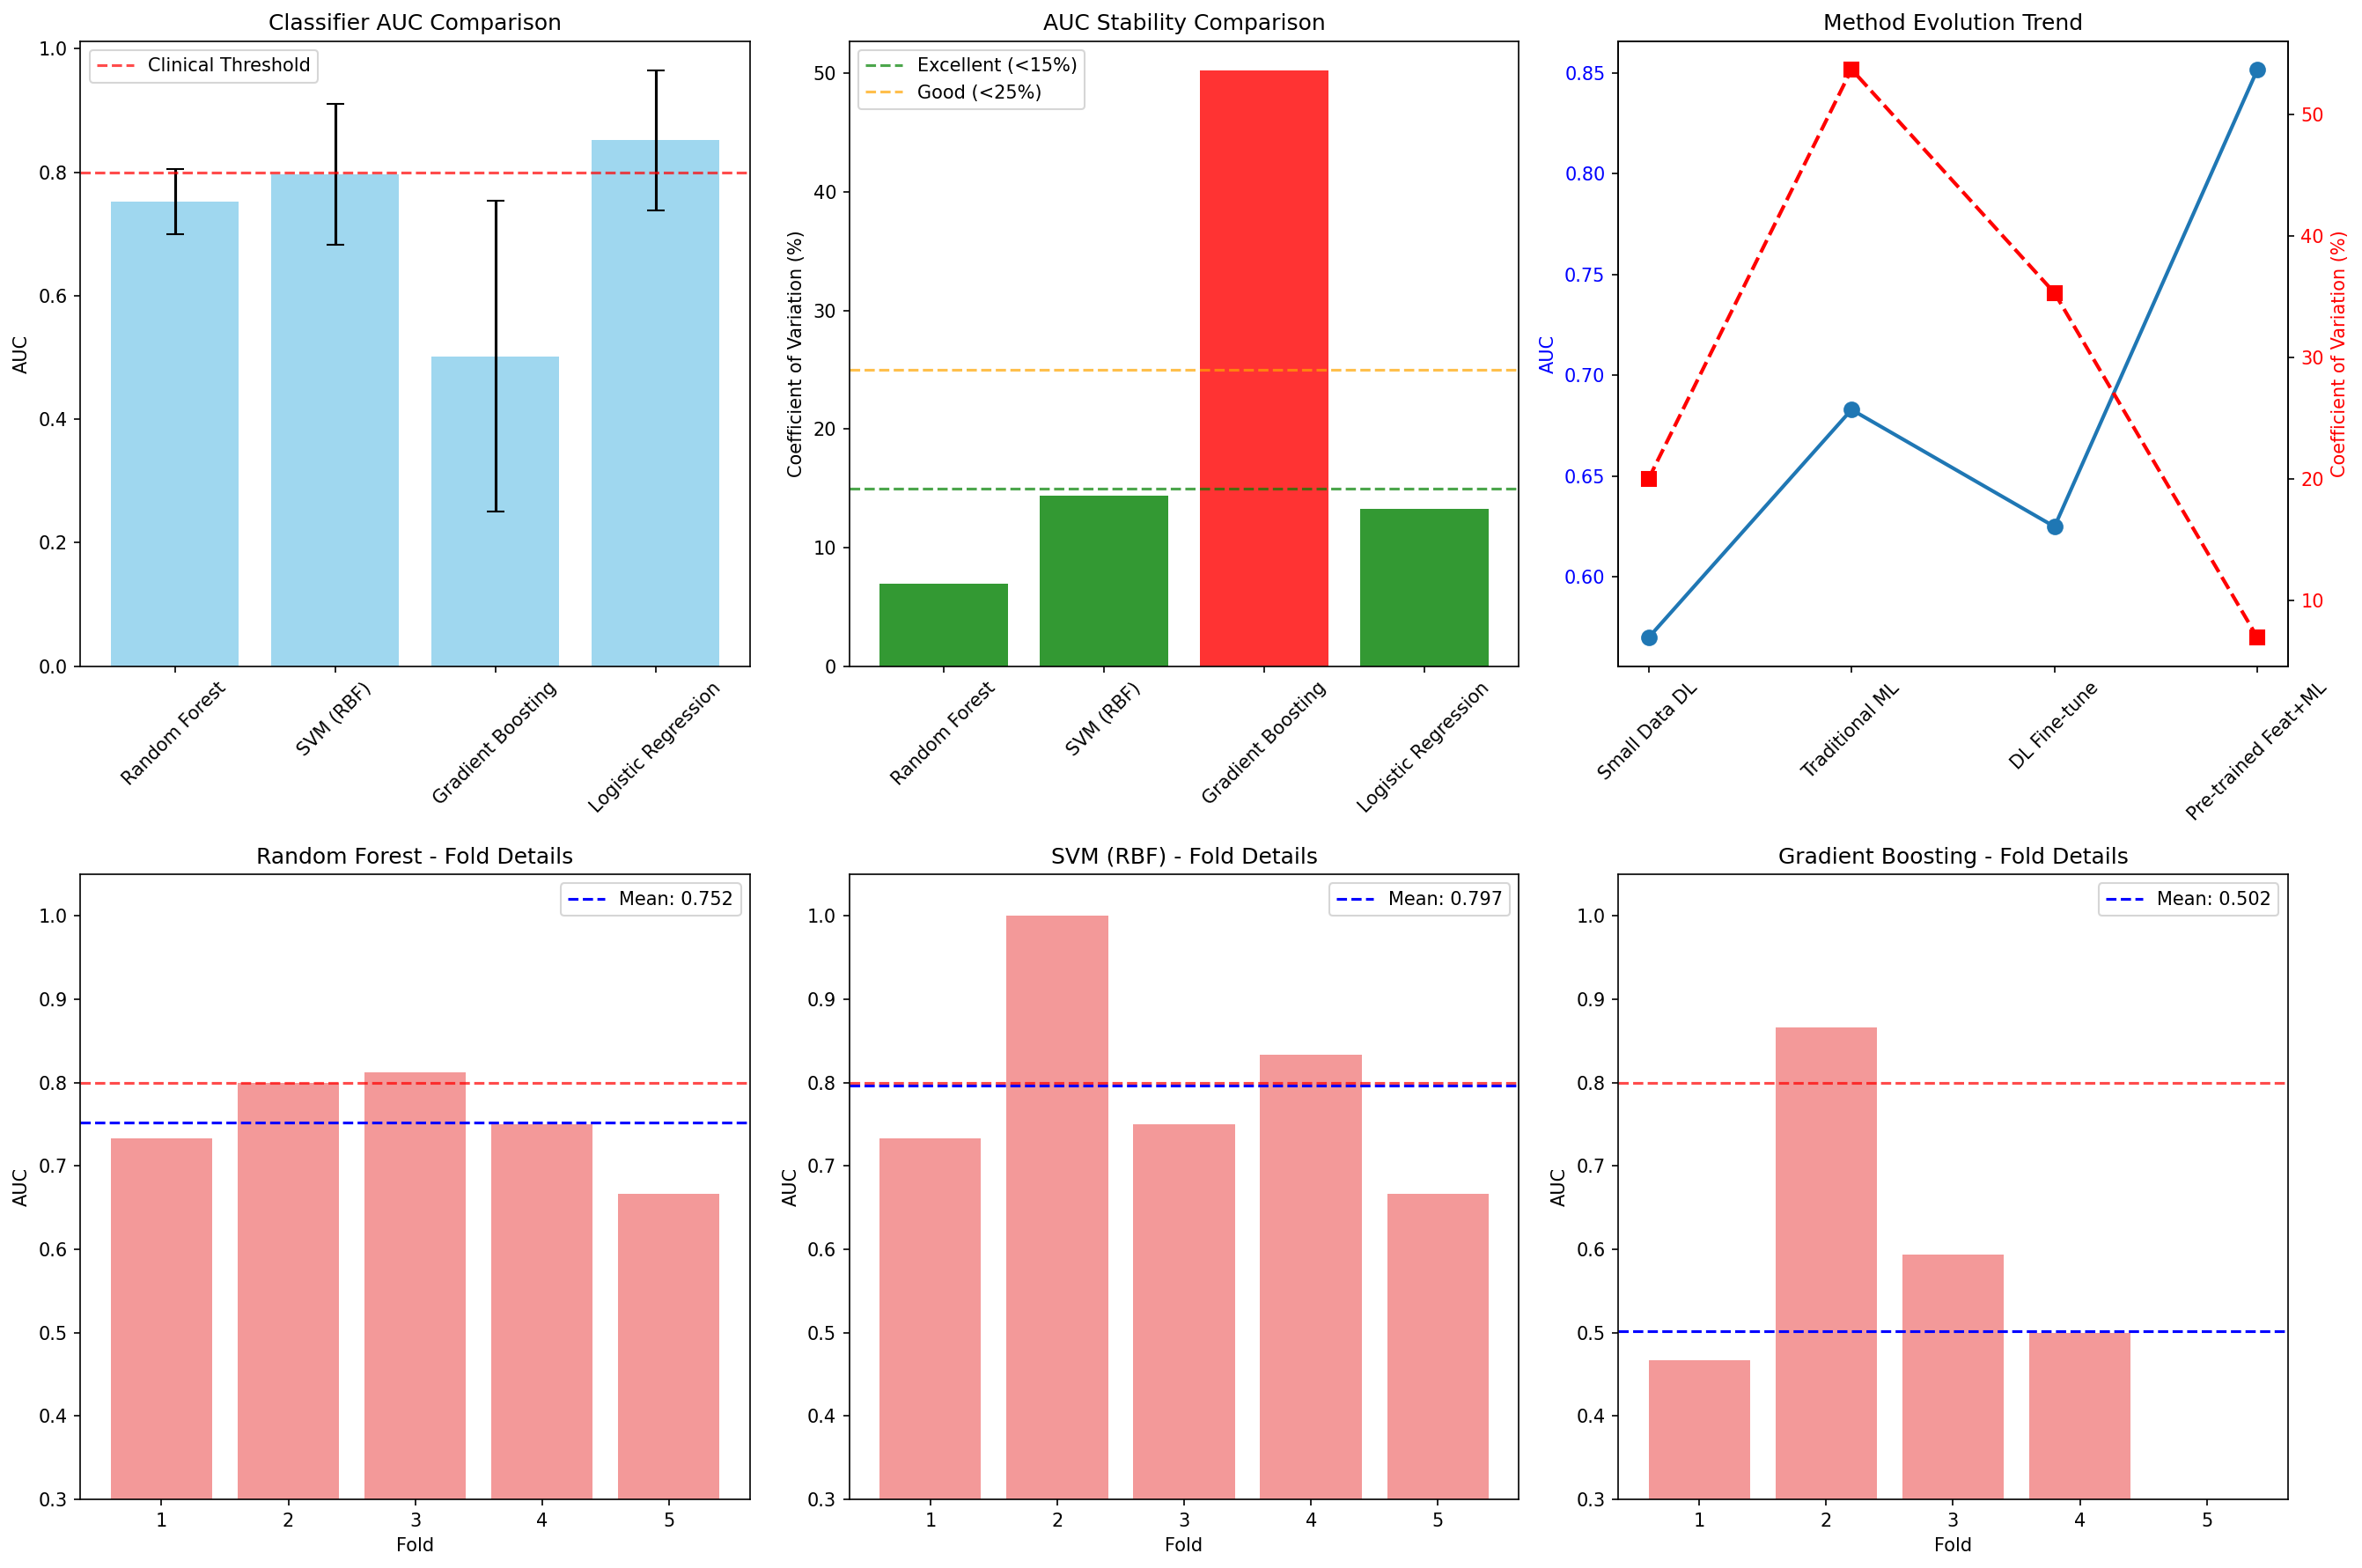 Classifier AUC Comparison
Clinical Threshold
AUC
1.0
0.8
0.6
0.4
0.2
0.0
Random Forest
SVM (RBF)
Gradient Boosting
Logistic Regression
AUC Stability Comparison
Excellent (<15%)
Good (<25%)
Coefficient of Variation (%)
50
40
30
20
10
0
Random Forest
SVM (RBF)
Gradient Boosting
Logistic Regression
Method Evolution Trend
AUC
0.85
0.80
0.75
0.70
0.65
0.60
Coefficient of Variation (%)
50
40
30
20
10
Small Data DL
Traditional ML
DL Fine-tune
Pre-trained Feat+ML
Random Forest - Fold Details
Mean: 0.752
AUC
1.0
0.9
0.8
0.7
0.6
0.5
0.4
0.3
1 2 3 4 5
Fold
SVM (RBF) - Fold Details
Mean: 0.797
AUC
1.0
0.9
0.8
0.7
0.6
0.5
0.4
0.3
1 2 3 4 5
Fold
Gradient Boosting - Fold Details
Mean: 0.502
AUC
1.0
0.9
0.8
0.7
0.6
0.5
0.4
0.3
1 2 3 4 5
Fold